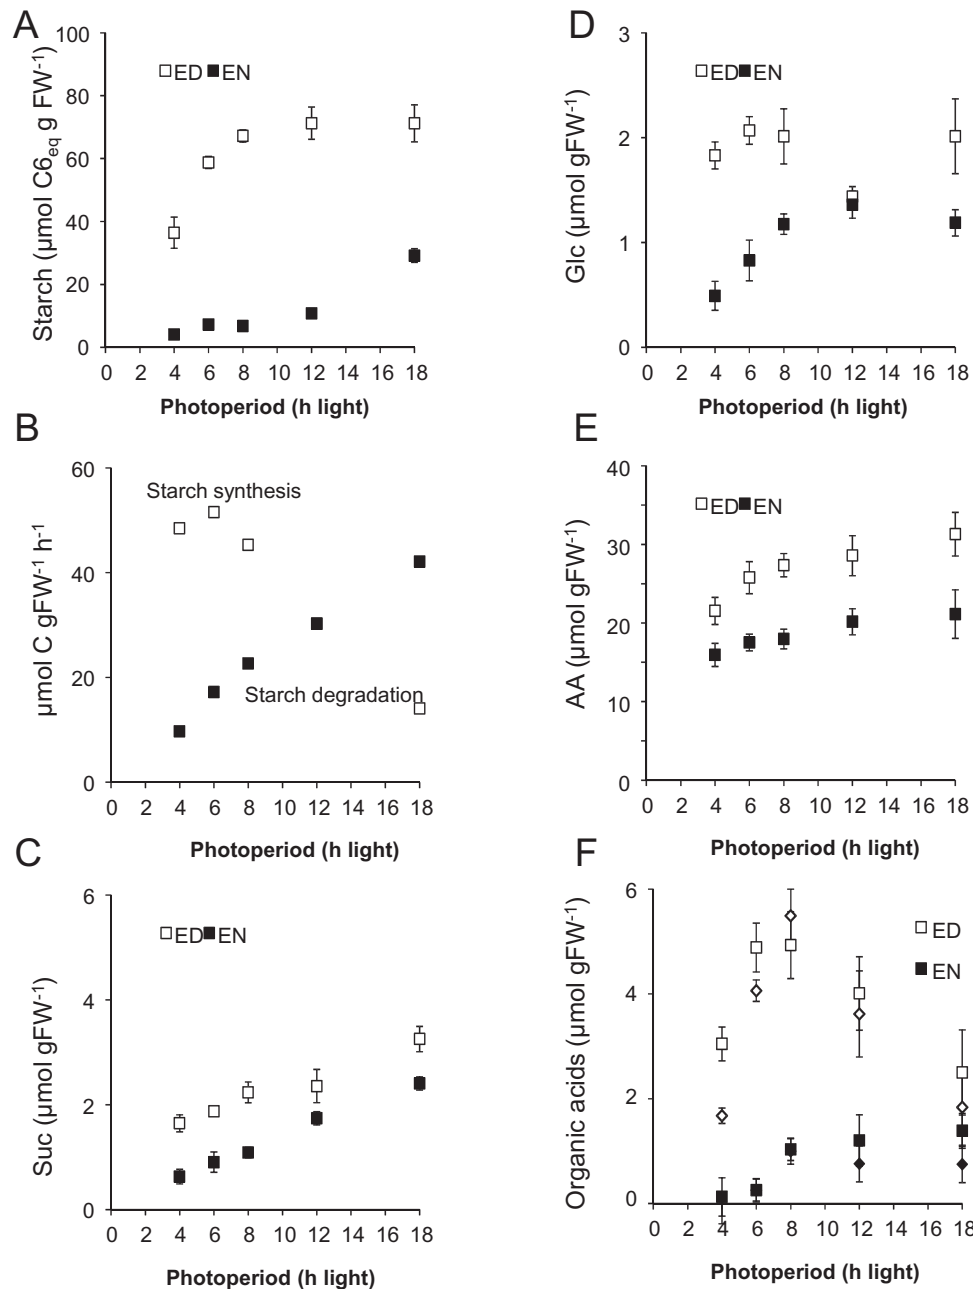 A
Starch (µmol C6eq g FW-1)
100
80
60
40
20
0
ED EN
0 2 4 6 8 10 12 14 16 18
Photoperiod (h light)
D
Glc (µmol gFW-1)
3
2
1
0
ED EN
0 2 4 6 8 10 12 14 16 18
Photoperiod (h light)
B
µmol C gFW-1 h-1
60
40
20
0
Starch synthesis
Starch degradation
0 2 4 6 8 10 12 14 16 18
Photoperiod (h light)
E
AA (µmol gFW-1)
40
30
20
10
0
ED EN
0 2 4 6 8 10 12 14 16 18
Photoperiod (h light)
C
Suc (µmol gFW-1)
6
4
2
0
ED EN
0 2 4 6 8 10 12 14 16 18
Photoperiod (h light)
F
Organic acids (µmol gFW-1)
6
4
2
0
ED
EN
0 2 4 6 8 10 12 14 16 18
Photoperiod (h light)